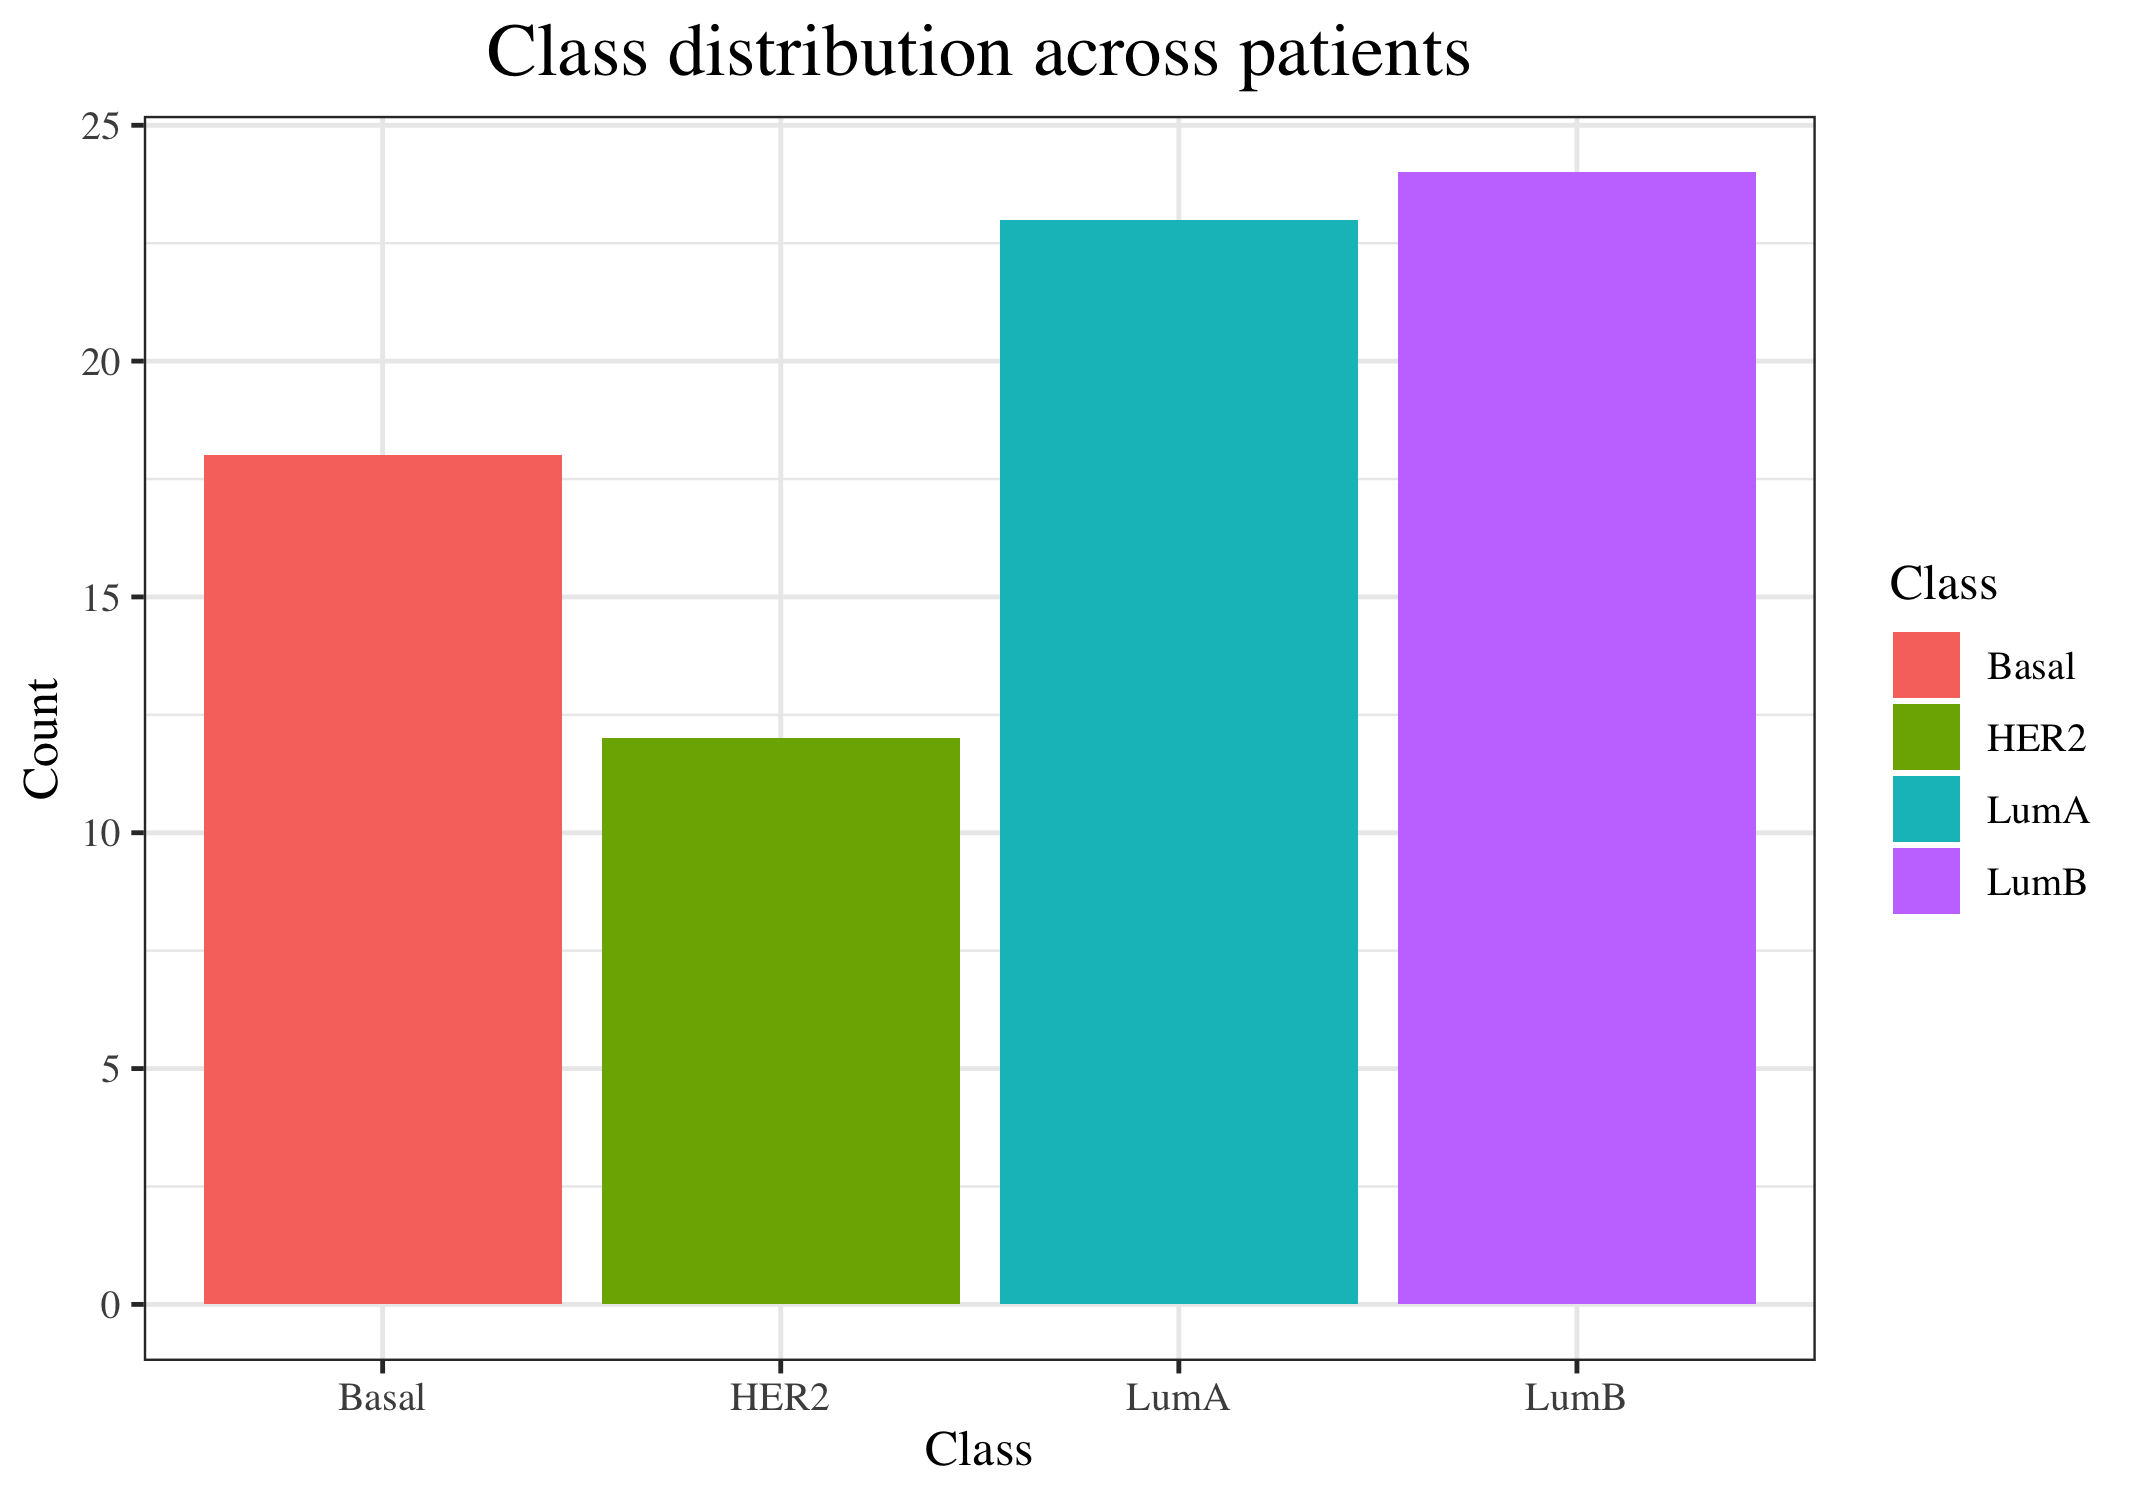 Class distribution across patients
25
20
15
10
5
0
Count
Basal
HER2
LumA
LumB
Class
Class
Basal
HER2
LumA
LumB